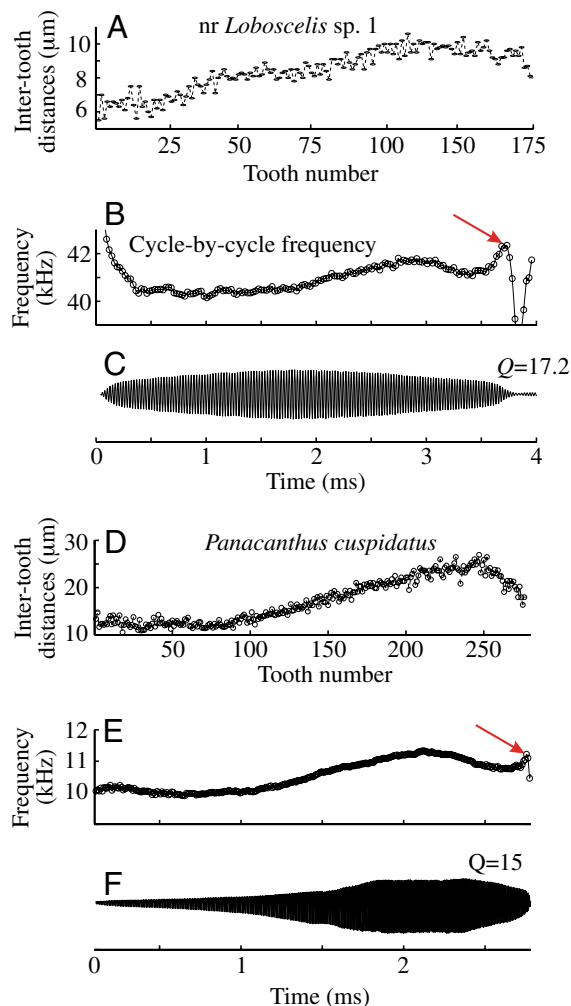 A
nr Loboscelis sp. 1
Inter-tooth
distances (µm)
10
8
6
25 50 75 100 150 175
Tooth number
B
Cycle-by-cycle frequency
Frequency
(kHz)
42
40
C
Q=17.2
0 1 2 3 4
Time (ms)
D
Panacanthus cuspidatus
Inter-tooth
distances (µm)
30
20
10
50 100 150 200 250
Tooth number
E
Frequency
(kHz)
12
11
10
F
Q=15
0 1 2
Time (ms)